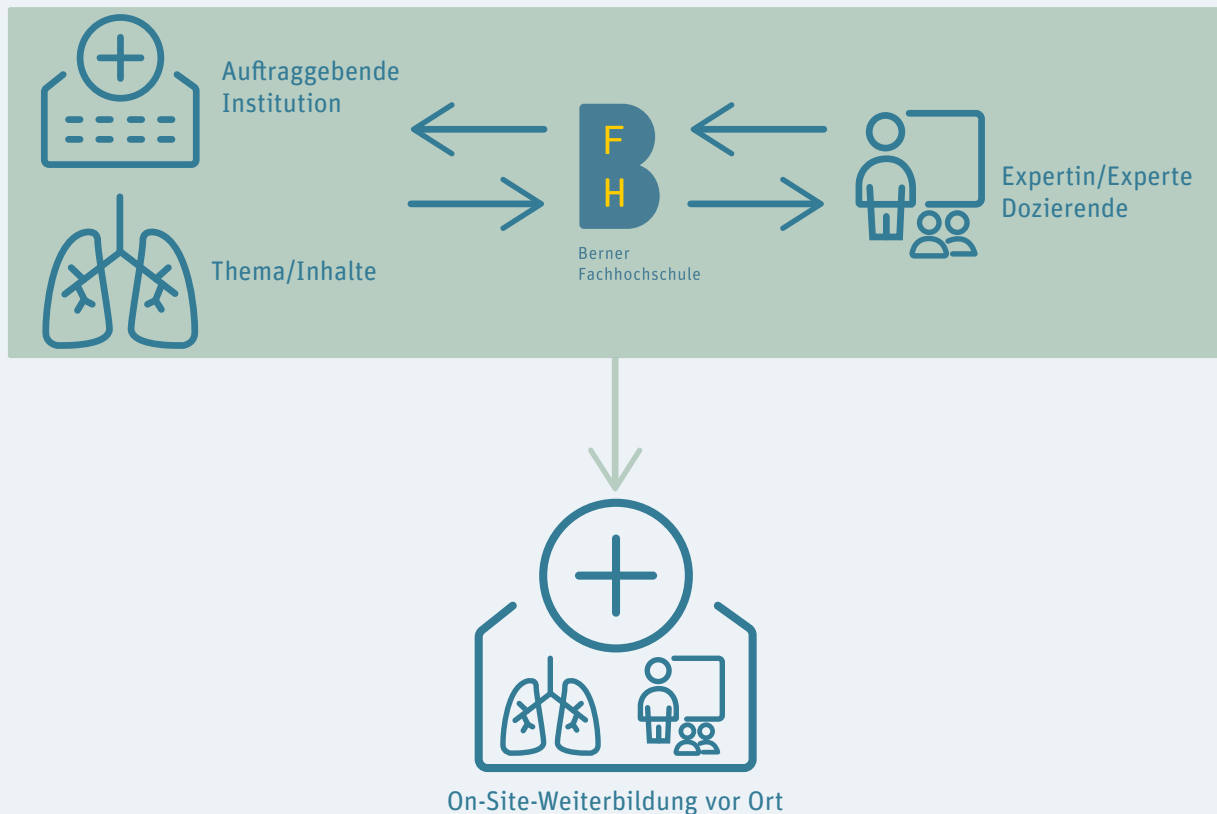 Auftraggebende
Institution
Thema/Inhalte
F
H
Berner
Fachhochschule
Expertin/Experte
Dozierende
On-Site-Weiterbildung vor Ort